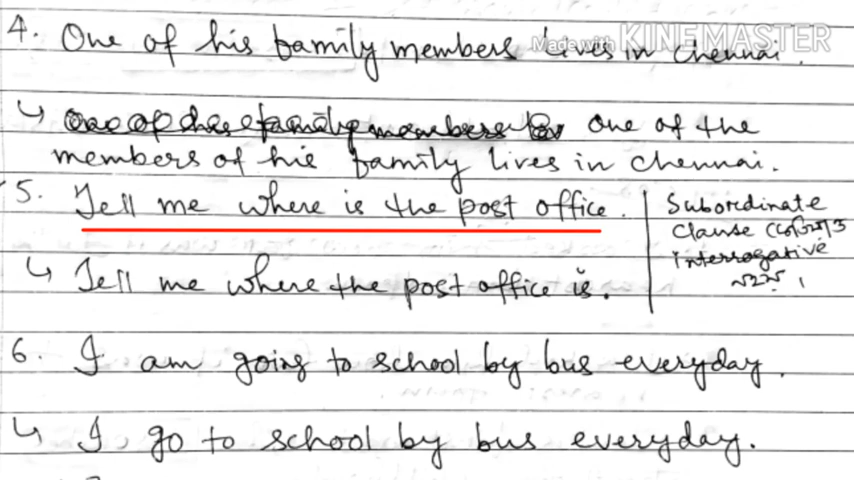 Made with KINEMASTER
4. One of his family members lives in Chennai.
↳ one of the
members of his family lives in Chennai.
5. Tell me where is the post office.
Subordinate
Clause
interrogative
↳ Tell me where the post office is.
6. I am going to school by bus everyday.
↳ I go to school by bus everyday.